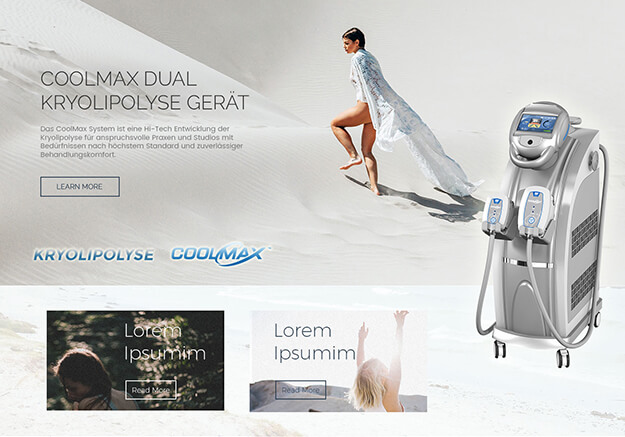 COOLMAX DUAL
KRYOLIPOLYSE GERÄT
Das CoolMax System ist eine Hi-Tech Entwicklung der
Kryolipolyse für anspruchsvolle Praxen und Studios mit
Bedürfnissen nach höchstem Standard und zuverlässiger
Behandlungskomfort.
LEARN MORE
KRYOLIPOLYSE COOLMAX™
Lorem
Ipsumim
Read More
Lorem
Ipsumim
Read More